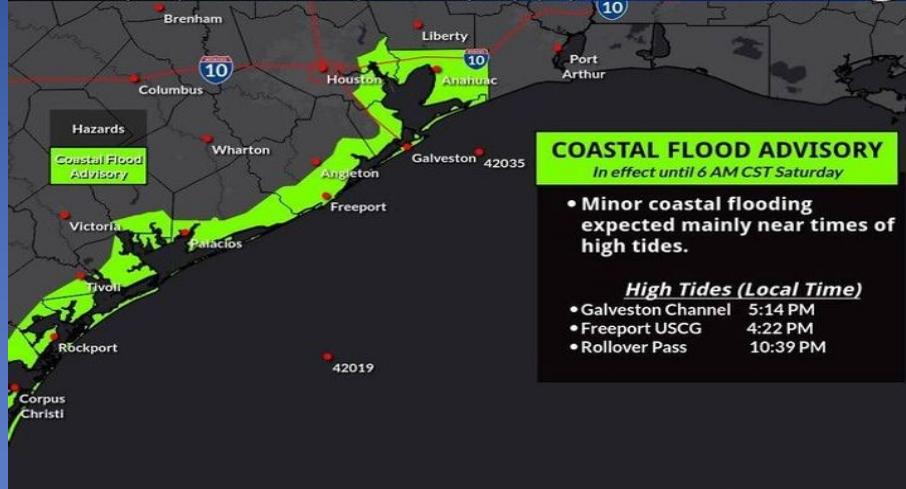 Brenham
10
Liberty
10
Port
Arthur
10
Houston
Anahuac
Columbus
Hazards
Coastal Flood
Advisory
Wharton
Galveston
42035
Angleton
Freeport
Victoria
Palacios
Tivoli
Rockport
42019
Corpus
Christi
COASTAL FLOOD ADVISORY
In effect until 6 AM CST Saturday
• Minor coastal flooding
expected mainly near times of
high tides.
High Tides (Local Time)
• Galveston Channel 5:14 PM
• Freeport USCG 4:22 PM
• Rollover Pass 10:39 PM